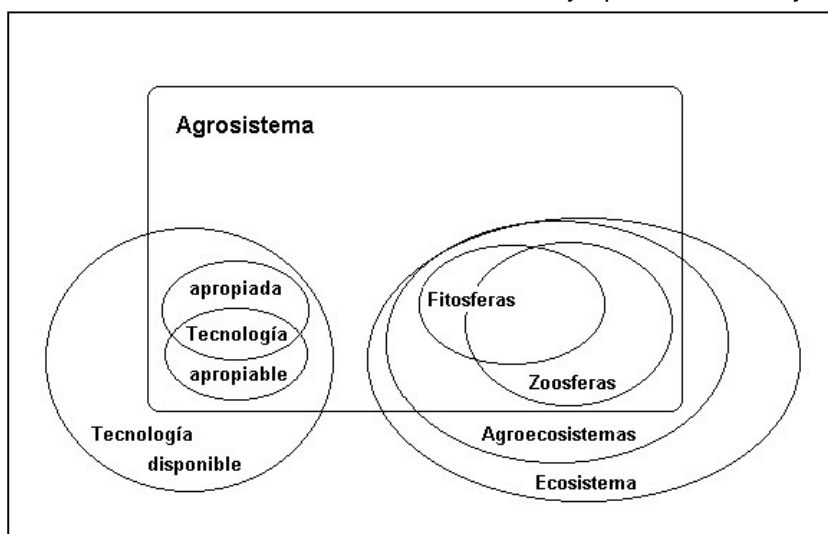 Agrosistema
apropiada
Tecnología
apropiable
Tecnología
disponible
Fitosferas
Zoosferas
Agroecosistemas
Ecosistema